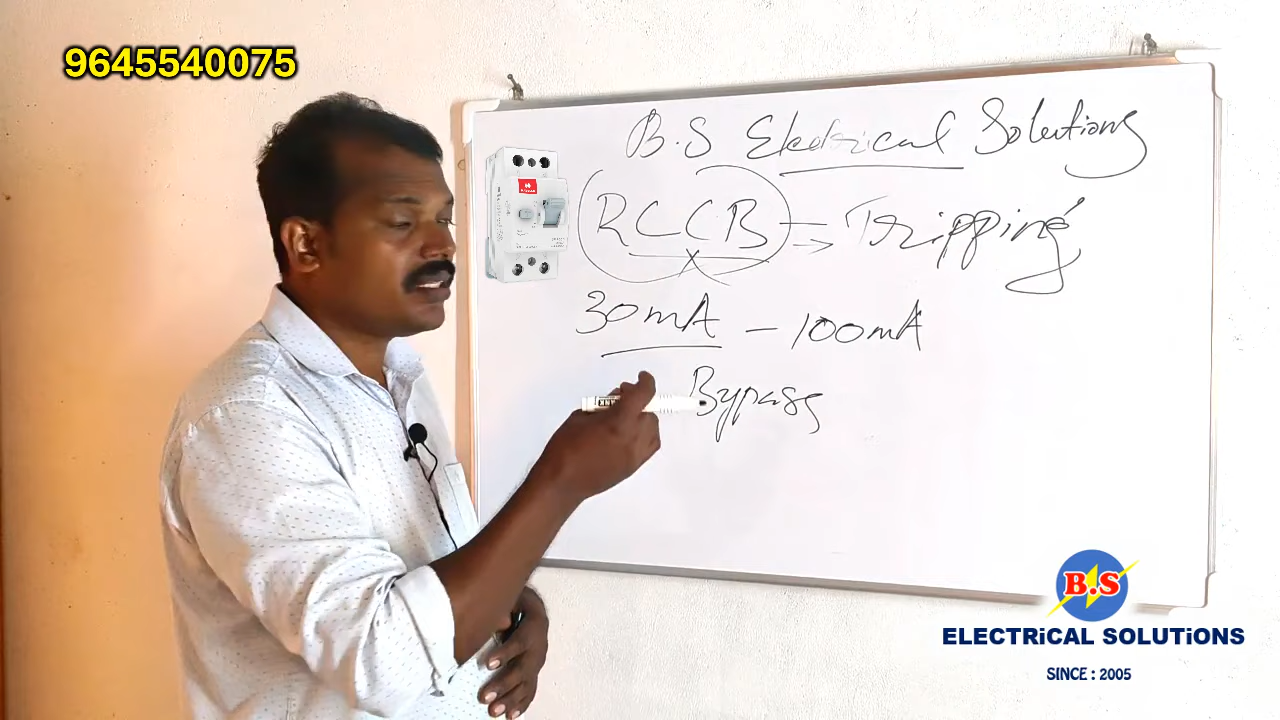 9645540075
B.S Electrical Solutions
RCCB => Tripping
30mA - 100mA
Bypass
B.S
ELECTRiCAL SOLUTiONS
SINCE : 2005